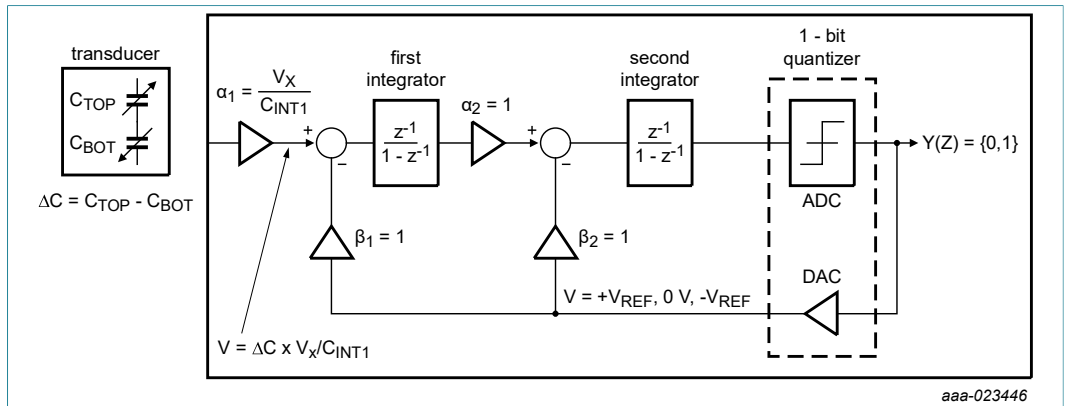 transducer
C_TOP
C_BOT
ΔC = C_TOP - C_BOT
α1 = V_X
C_INT1
+
−
first
integrator
z^-1
1 - z^-1
α2 = 1
+
−
second
integrator
z^-1
1 - z^-1
1 - bit
quantizer
ADC
Y(Z) = {0,1}
β1 = 1
β2 = 1
DAC
V = +V_REF, 0 V, -V_REF
V = ΔC x V_x/C_INT1
aaa-023446